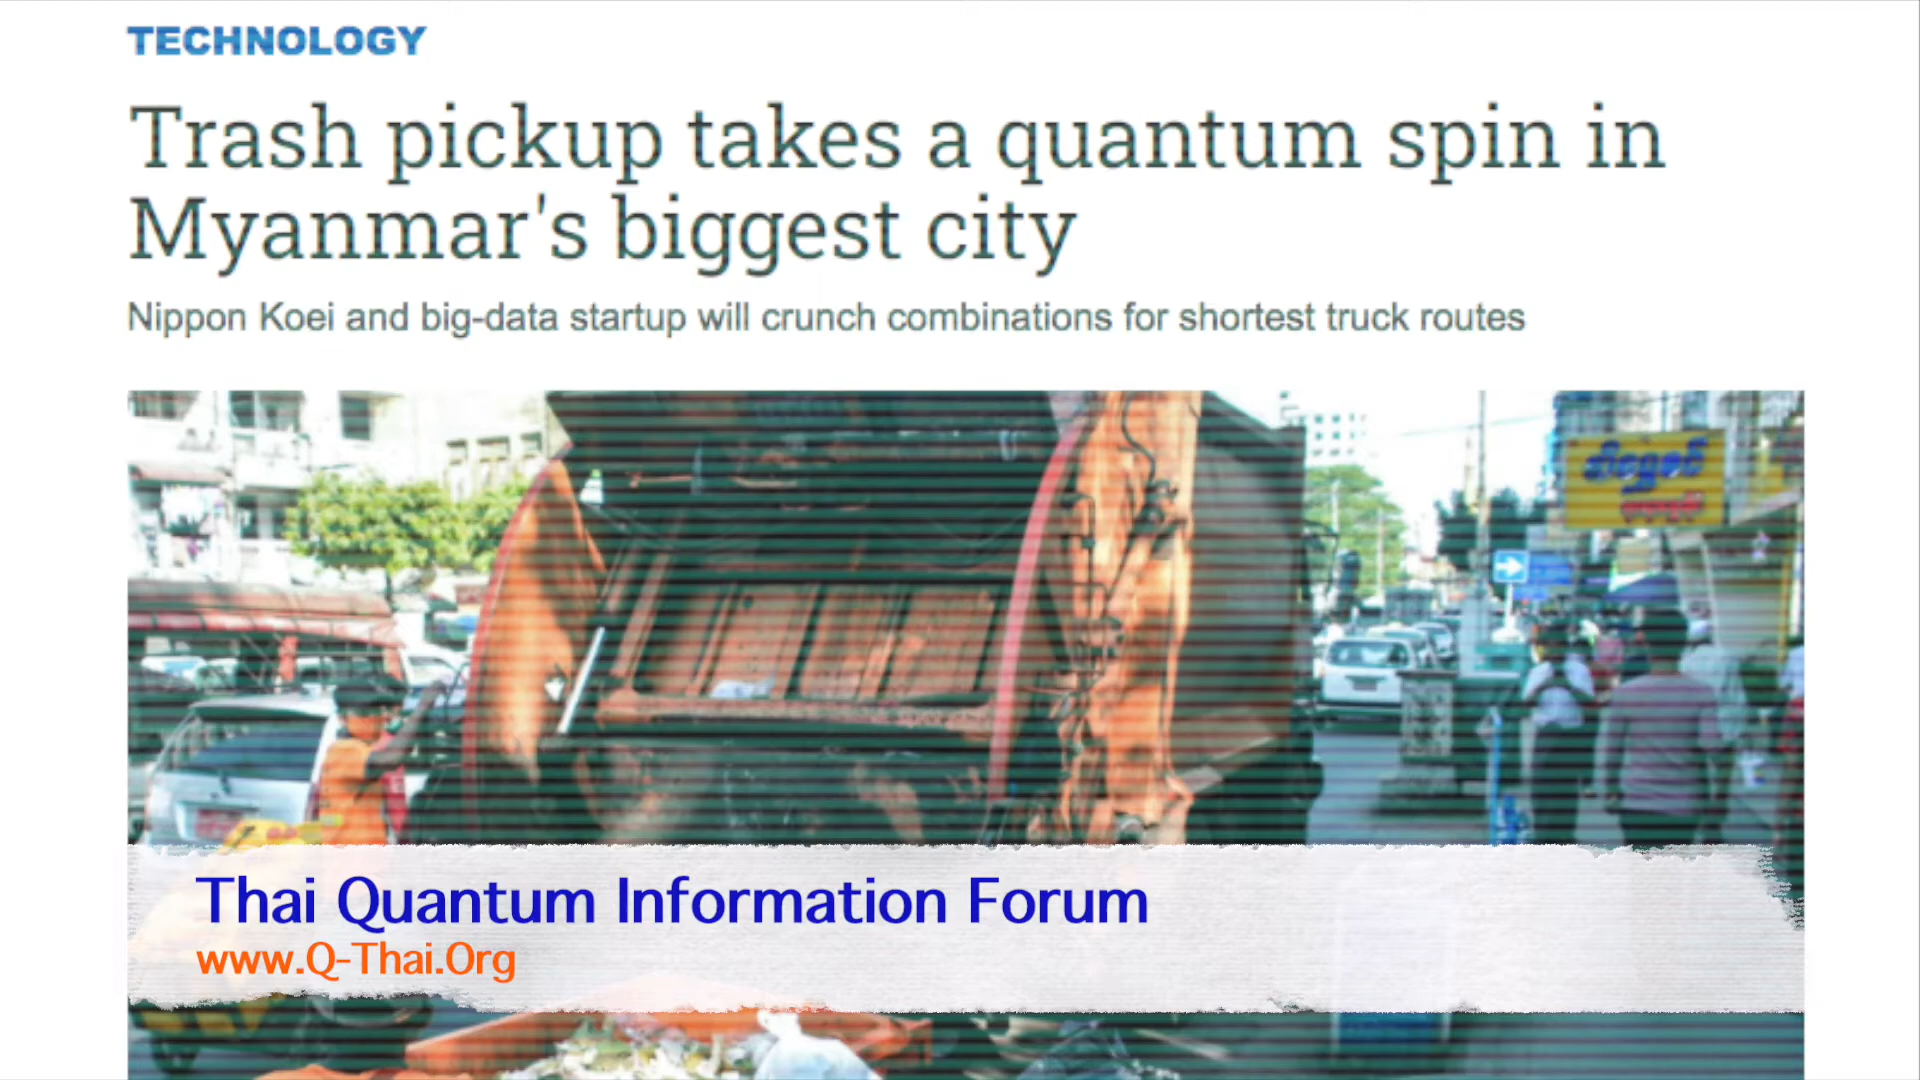 TECHNOLOGY
Trash pickup takes a quantum spin in
Myanmar's biggest city
Nippon Koei and big-data startup will crunch combinations for shortest truck routes
Thai Quantum Information Forum
www.Q-Thai.Org